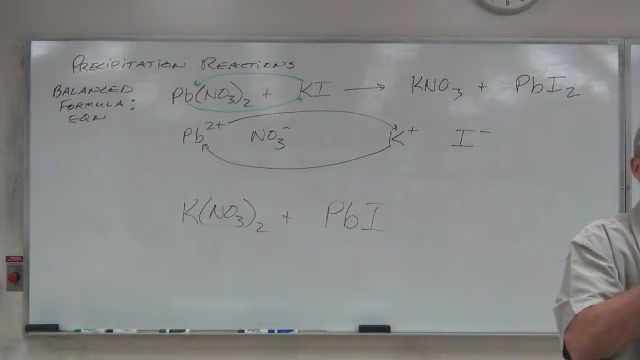 PRECIPITATION REACTIONS
BALANCED FORMULA: EQN
Pb(NO₃)₂ + KI → KNO₃ + PbI₂
Pb²⁺ NO₃⁻ K⁺ I⁻
K(NO₃)₂ + PbI